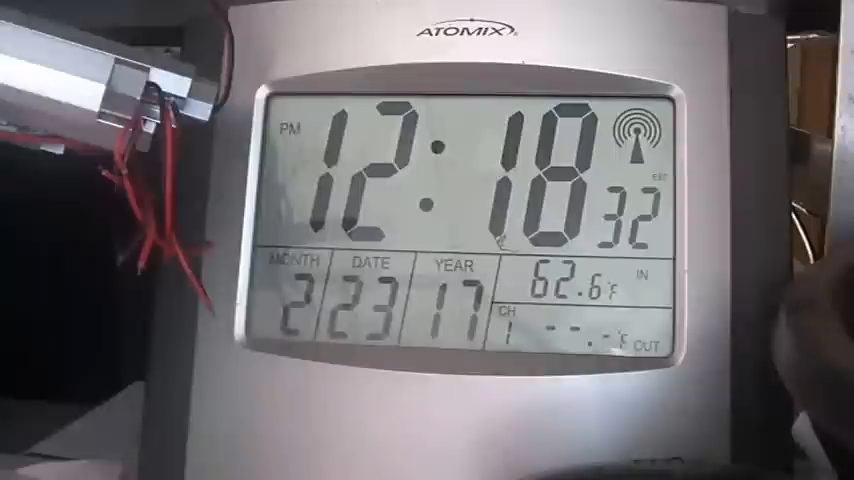 ATOMIX
PM 12:18 32
EST
MONTH DATE YEAR
2 23 17
62.6°F IN
CH
1 --.-°F OUT